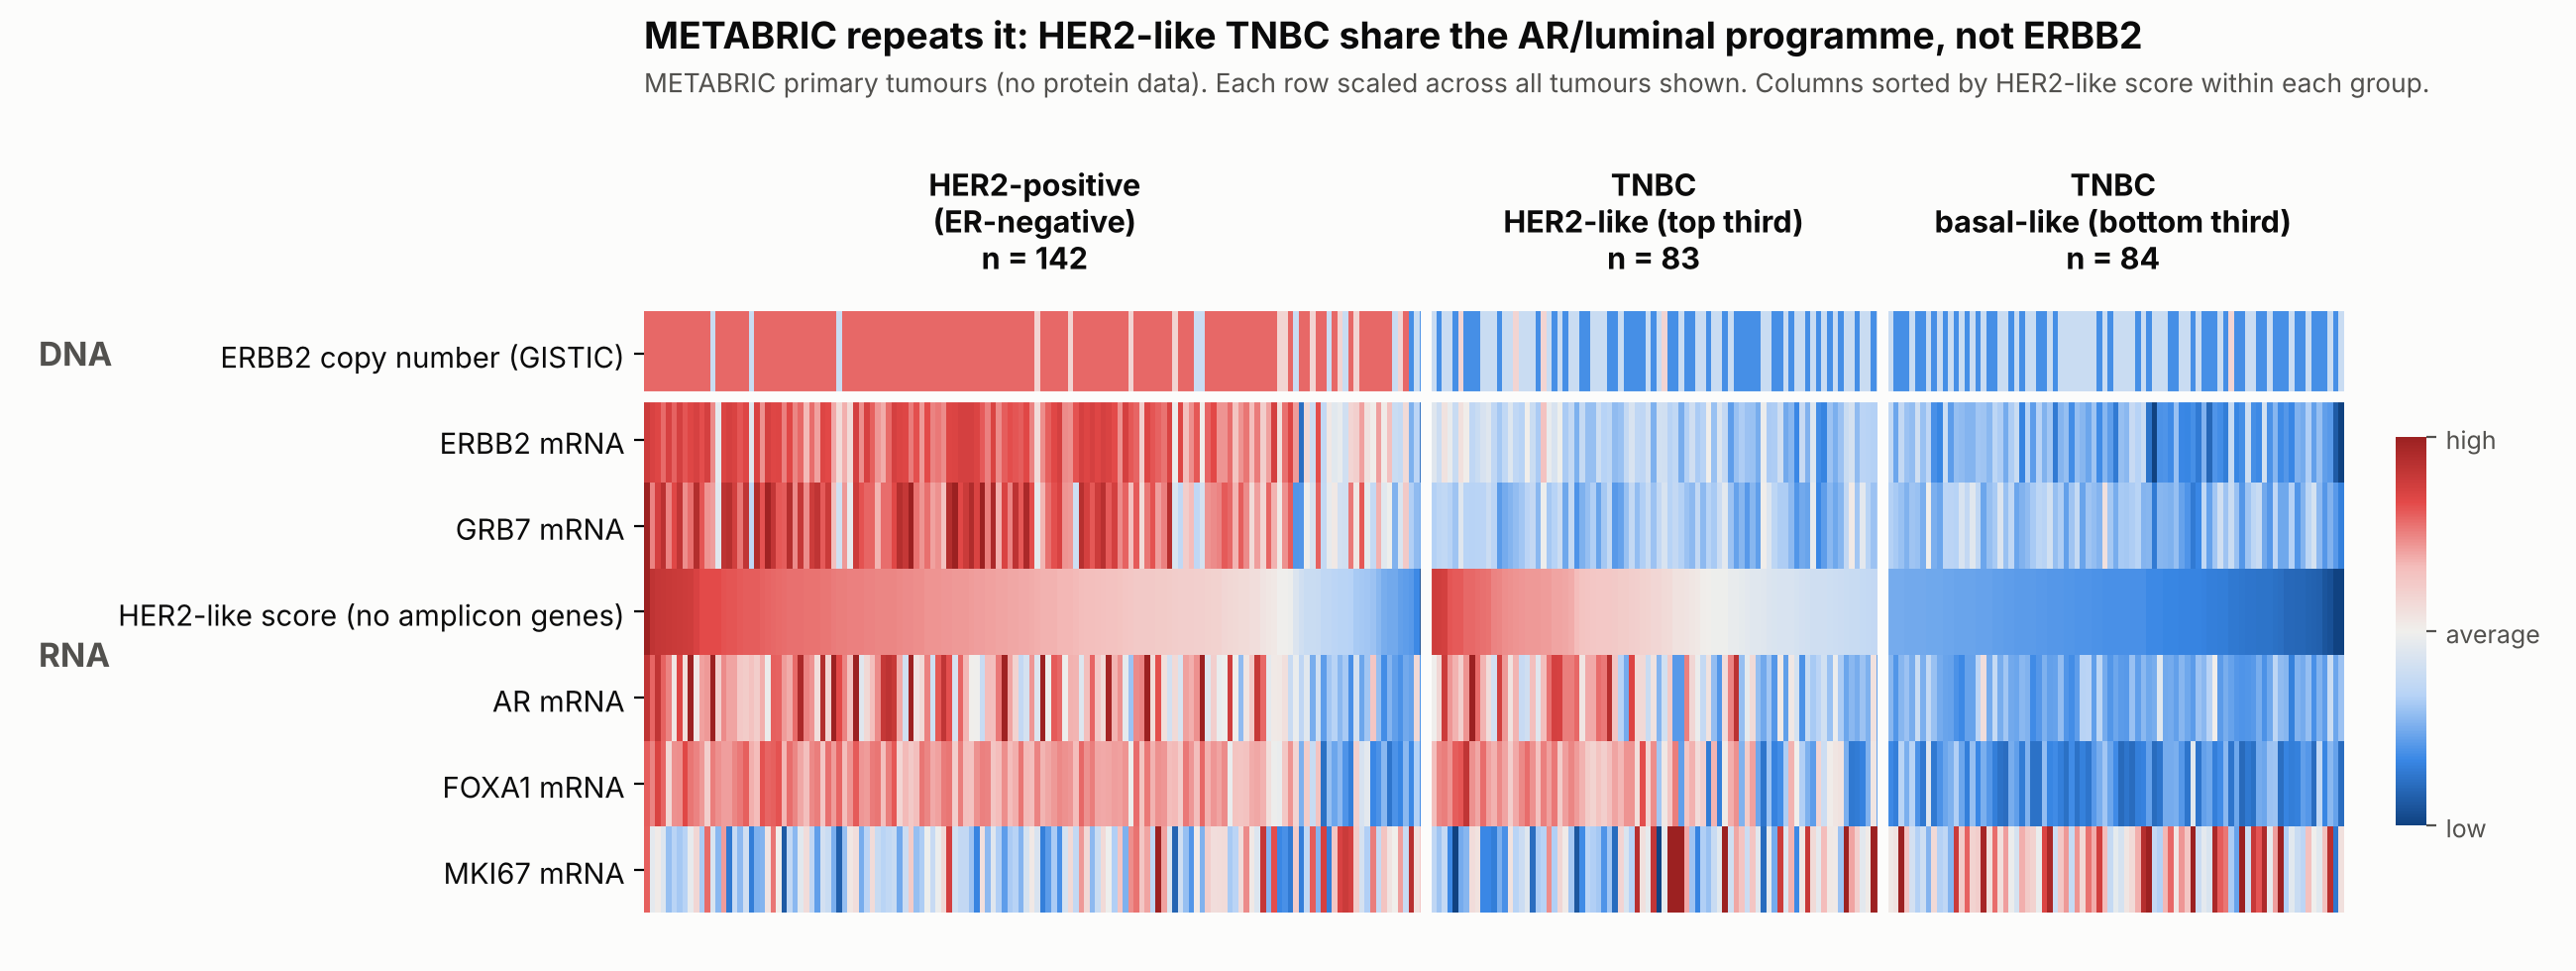 METABRIC repeats it: HER2-like TNBC share the AR/luminal programme, not ERBB2
METABRIC primary tumours (no protein data). Each row scaled across all tumours shown. Columns sorted by HER2-like score within each group.
HER2-positive
(ER-negative)
n = 142
TNBC
HER2-like (top third)
n = 83
TNBC
basal-like (bottom third)
n = 84
DNA
ERBB2 copy number (GISTIC)
ERBB2 mRNA
GRB7 mRNA
HER2-like score (no amplicon genes)
RNA
AR mRNA
FOXA1 mRNA
MKI67 mRNA
high
average
low